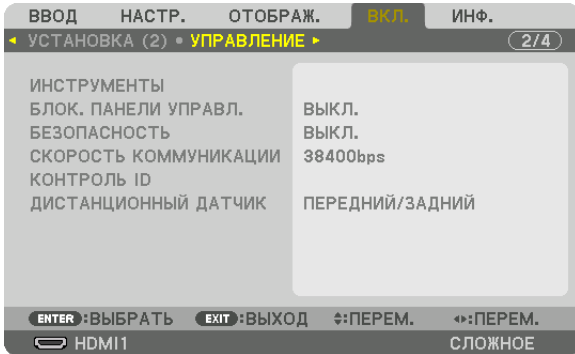 ВВОД НАСТР. ОТОБРАЖ. ВКЛ. ИНФ.
УСТАНОВКА (2) • УПРАВЛЕНИЕ 2/4
ИНСТРУМЕНТЫ
БЛОК. ПАНЕЛИ УПРАВЛ. ВЫКЛ.
БЕЗОПАСНОСТЬ ВЫКЛ.
СКОРОСТЬ КОММУНИКАЦИИ 38400bps
КОНТРОЛЬ ID
ДИСТАНЦИОННЫЙ ДАТЧИК ПЕРЕДНИЙ/ЗАДНИЙ
ENTER :ВЫБРАТЬ EXIT :ВЫХОД :ПЕРЕМ. :ПЕРЕМ.
HDMI1 СЛОЖНОЕ